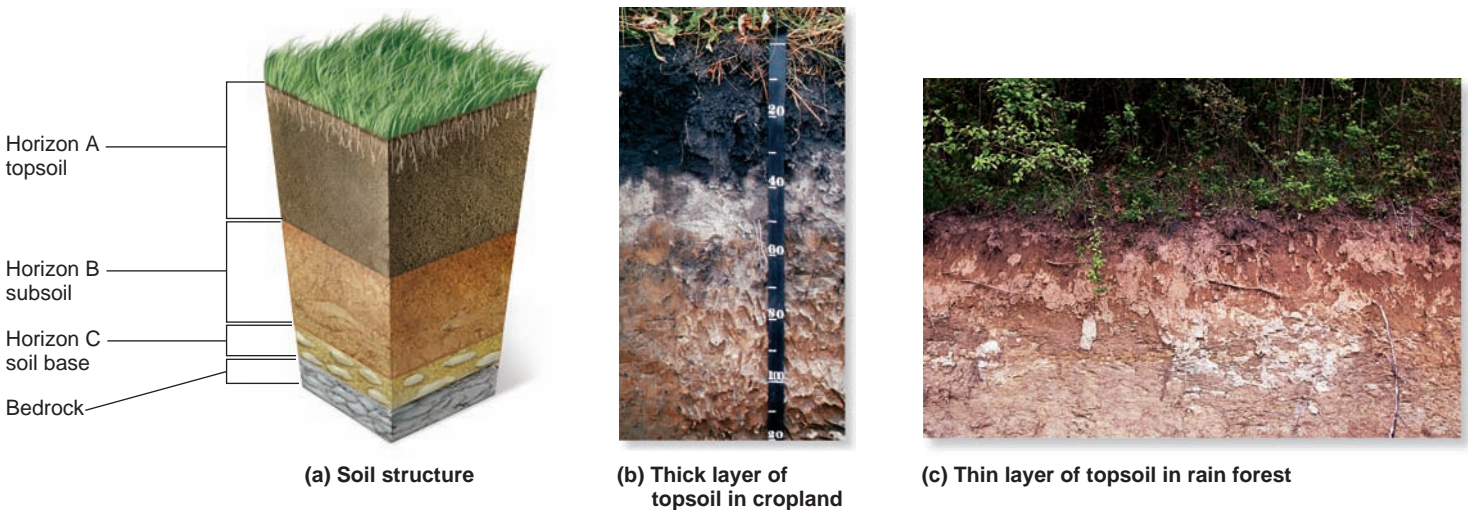 Horizon A
topsoil
Horizon B
subsoil
Horizon C
soil base
Bedrock
(a) Soil structure
20
40
60
80
100
20
(b) Thick layer of
topsoil in cropland
(c) Thin layer of topsoil in rain forest